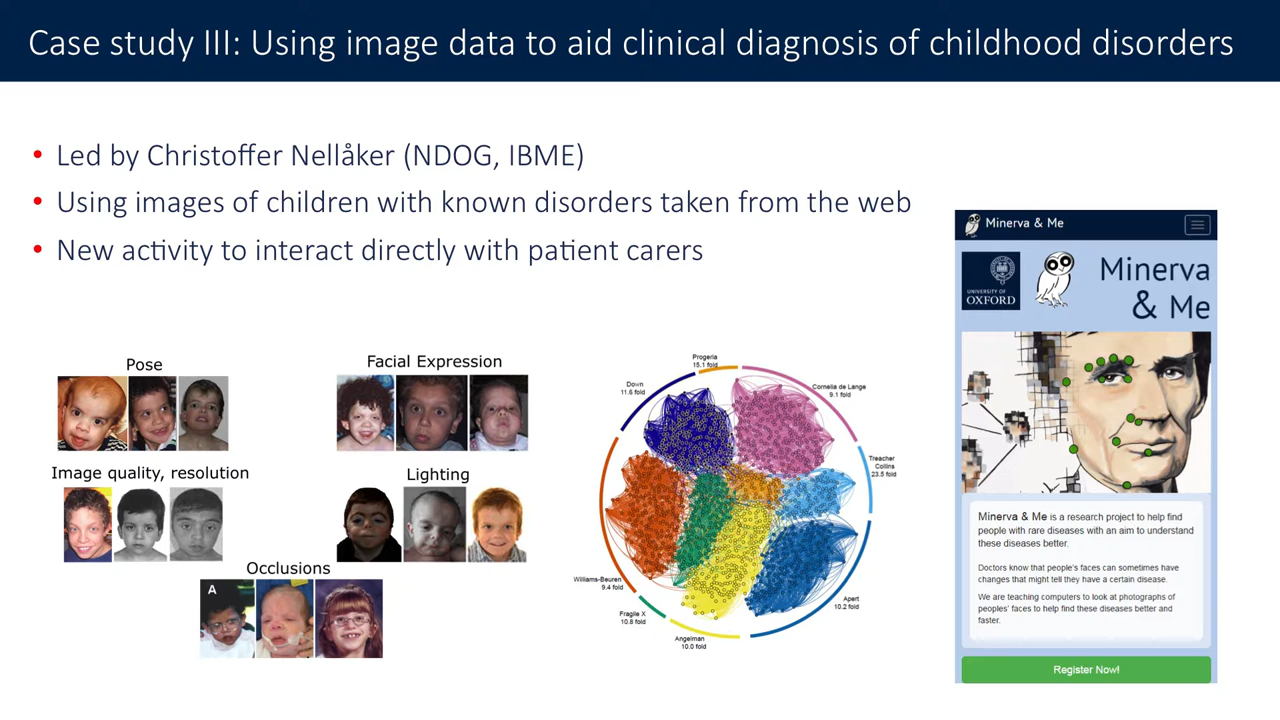 Case study III: Using image data to aid clinical diagnosis of childhood disorders
• Led by Christoffer Nellåker (NDOG, IBME)
• Using images of children with known disorders taken from the web
• New activity to interact directly with patient carers
Pose
Facial Expression
Image quality, resolution
Lighting
Occlusions
A
Progeria
15.1 fold
Down
11.6 fold
Cornelia de Lange
9.1 fold
Treacher
Collins
23.5 fold
Williams-Beuren
9.4 fold
Fragile X
10.8 fold
Angelman
10.0 fold
Apert
10.2 fold
Minerva & Me
UNIVERSITY OF
OXFORD
Minerva
& Me
Minerva & Me is a research project to help find
people with rare diseases with an aim to understand
these diseases better.
Doctors know that people's faces can sometimes have
changes that might tell they have a certain disease.
We are teaching computers to look at photographs of
peoples' faces to help find these diseases better and
faster.
Register Now!